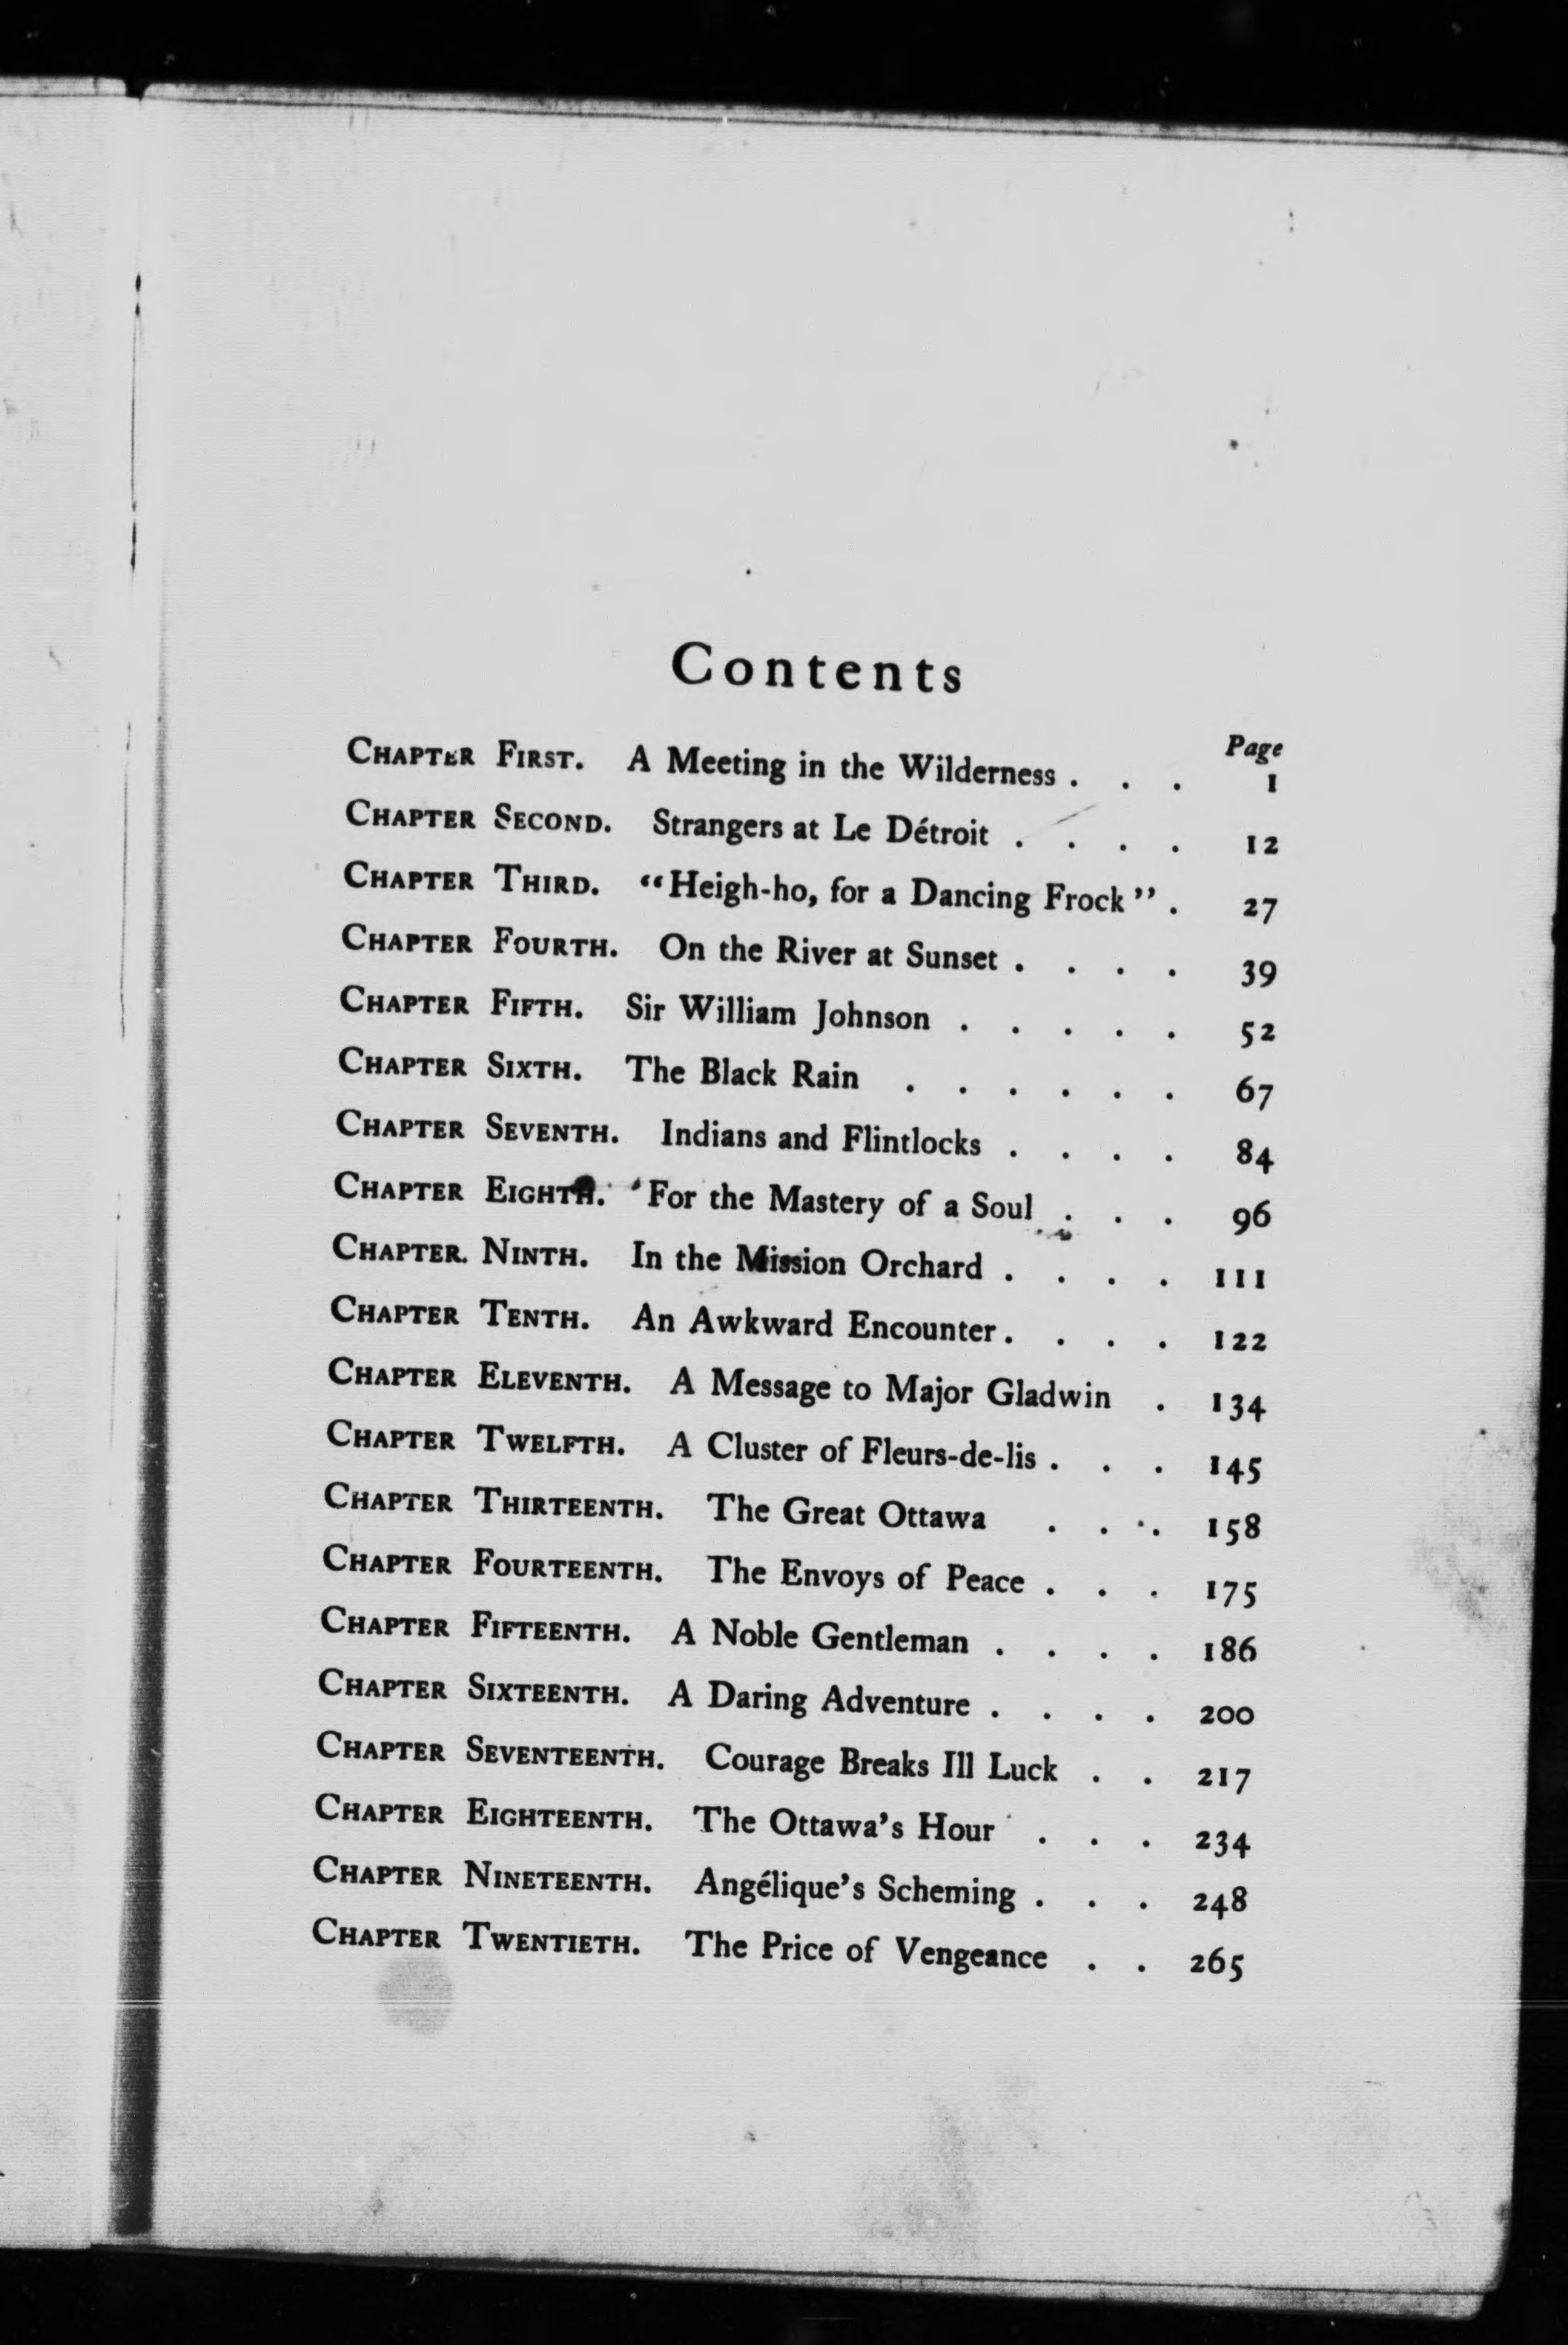 Contents
Page
Chapter First. A Meeting in the Wilderness . . . 1
Chapter Second. Strangers at Le Détroit . . . . 12
Chapter Third. "Heigh-ho, for a Dancing Frock" . 27
Chapter Fourth. On the River at Sunset . . . . 39
Chapter Fifth. Sir William Johnson . . . . . 52
Chapter Sixth. The Black Rain . . . . . . 67
Chapter Seventh. Indians and Flintlocks . . . . 84
Chapter Eighth. For the Mastery of a Soul . . . 96
Chapter Ninth. In the Mission Orchard . . . . 111
Chapter Tenth. An Awkward Encounter . . . . 122
Chapter Eleventh. A Message to Major Gladwin . 134
Chapter Twelfth. A Cluster of Fleurs-de-lis . . . 145
Chapter Thirteenth. The Great Ottawa . . . 158
Chapter Fourteenth. The Envoys of Peace . . . 175
Chapter Fifteenth. A Noble Gentleman . . . . 186
Chapter Sixteenth. A Daring Adventure . . . . 200
Chapter Seventeenth. Courage Breaks Ill Luck . . 217
Chapter Eighteenth. The Ottawa's Hour . . . 234
Chapter Nineteenth. Angélique's Scheming . . . 248
Chapter Twentieth. The Price of Vengeance . . 265